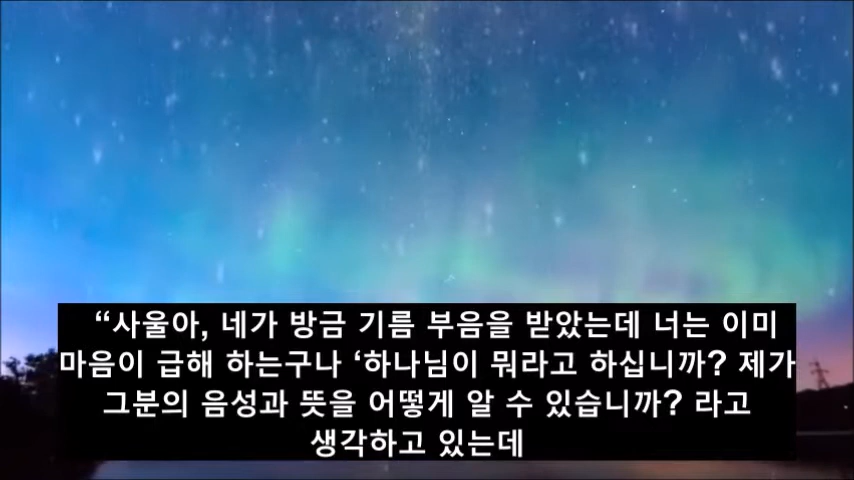 “사울아, 네가 방금 기름 부음을 받았는데 너는 이미
마음이 급해 하는구나 ‘하나님이 뭐라고 하십니까? 제가
그분의 음성과 뜻을 어떻게 알 수 있습니까? 라고
생각하고 있는데